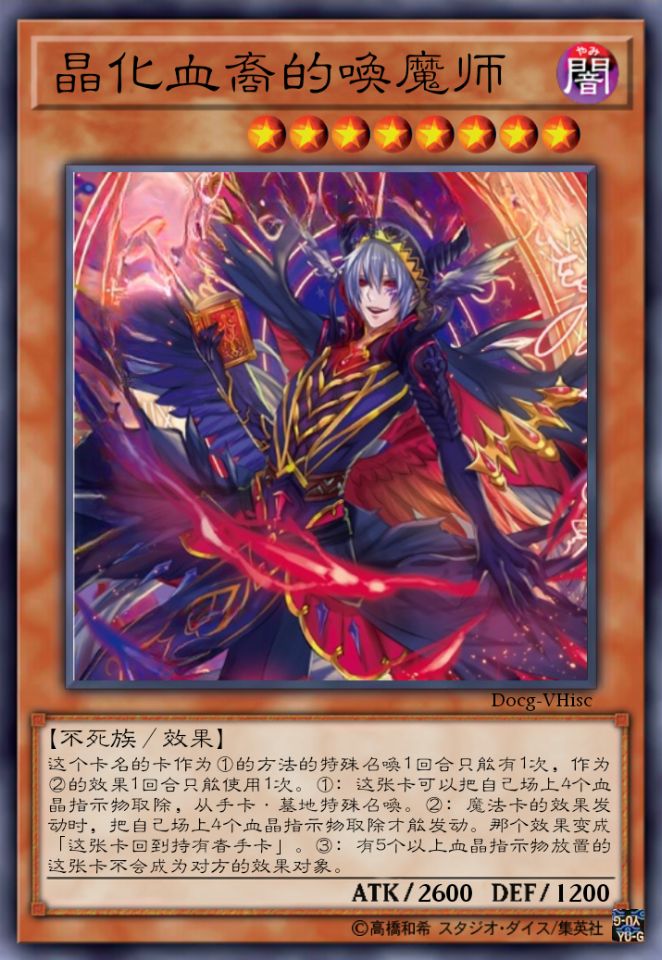 晶化血裔的唤魔师
やみ
闇
Docg-VHisc
【不死族／效果】
这个卡名的卡作为①的方法的特殊召唤1回合只能有1次，作为
②的效果1回合只能使用1次。①：这张卡可以把自己场上4个血
晶指示物取除，从手卡·墓地特殊召唤。②：魔法卡的效果发
动时，把自己场上4个血晶指示物取除才能发动。那个效果变成
「这张卡回到持有者手卡」。③：有5个以上血晶指示物放置的
这张卡不会成为对方的效果对象。
ATK/2600 DEF/1200
©高橋和希 スタジオ・ダイス/集英社
YU-G